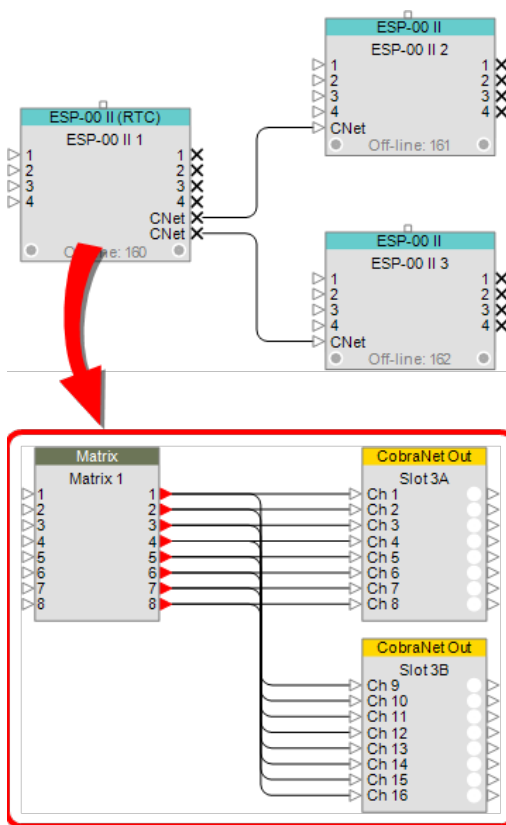 ESP-00 II
ESP-00 II 2
1 1
2 2
3 3
4 4
CNet
Off-line: 161
ESP-00 II (RTC)
ESP-00 II 1
1 1
2 2
3 3
4 4
CNet
CNet
160
ESP-00 II
ESP-00 II 3
1 1
2 2
3 3
4 4
CNet
Off-line: 162
Matrix
Matrix 1
1 1
2 2
3 3
4 4
5 5
6 6
7 7
8 8
CobraNet Out
Slot 3A
Ch 1
Ch 2
Ch 3
Ch 4
Ch 5
Ch 6
Ch 7
Ch 8
CobraNet Out
Slot 3B
Ch 9
Ch 10
Ch 11
Ch 12
Ch 13
Ch 14
Ch 15
Ch 16